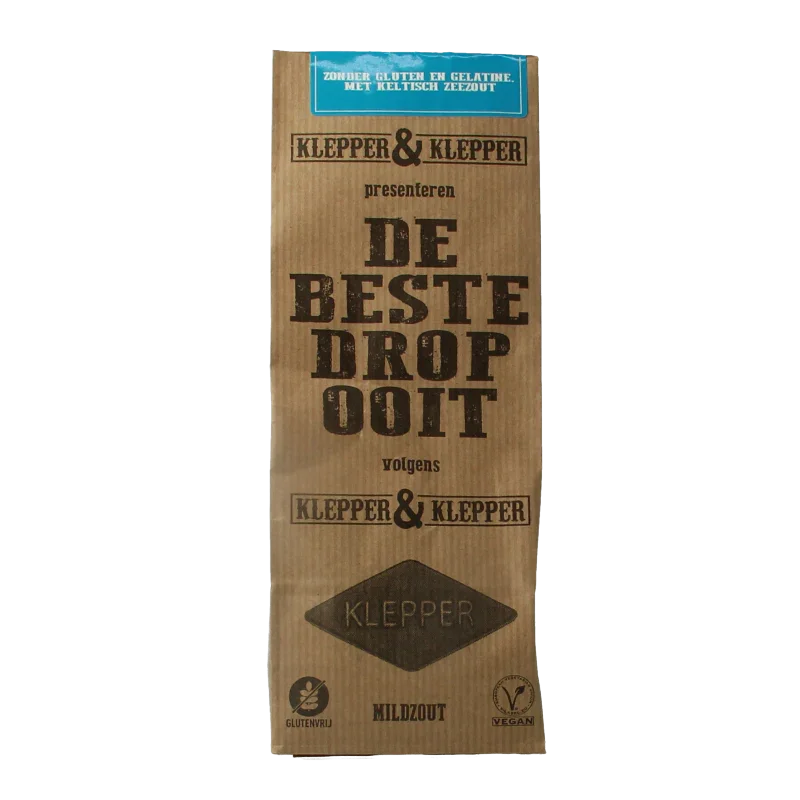 ZONDER GLUTEN EN GELATINE,
MET KELTISCH ZEEZOUT
KLEPPER & KLEPPER
presenteren
DE
BESTE
DROP
OOIT
volgens
KLEPPER & KLEPPER
KLEPPER
GLUTENVRIJ
MILDZOUT
VEGAN